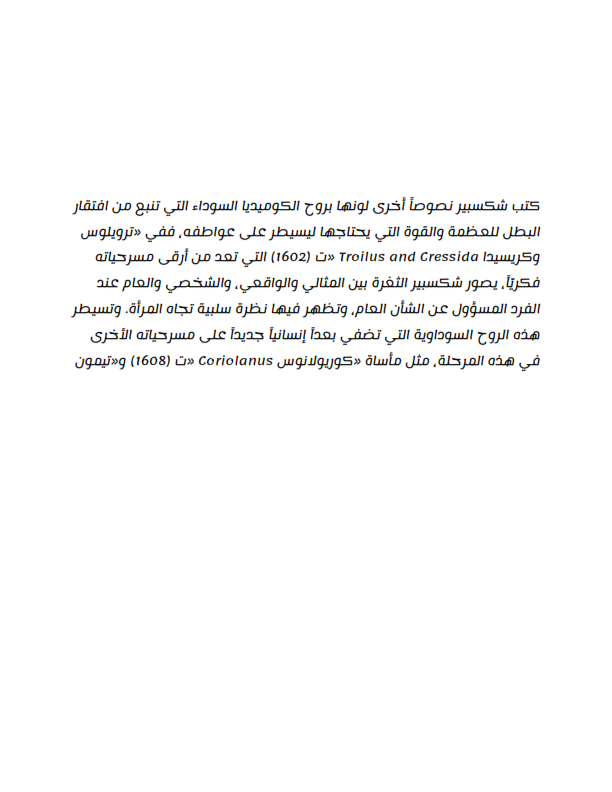 كتب شكسبير نصوصاً أخرى لونها بروح الكوميديا السوداء التي تنبع من افتقار
البطل للعظمة والقوة التي يحتاجها ليسيطر على عواطفه، ففي «ترويلوس
وكريسيدا Troilus and Cressida «ت (1602) التي تعد من أرقى مسرحياته
فكريّاً، يصور شكسبير الثغرة بين المثالي والواقعي، والشخصي والعام عند
الفرد المسؤول عن الشأن العام، وتظهر فيها نظرة سلبية تجاه المرأة. وتسيطر
هذه الروح السوداوية التي تضفي بعداً إنسانياً جديداً على مسرحياته الأخرى
في هذه المرحلة، مثل مأساة «كوريولانوس Coriolanus «ت (1608) و«تيمون